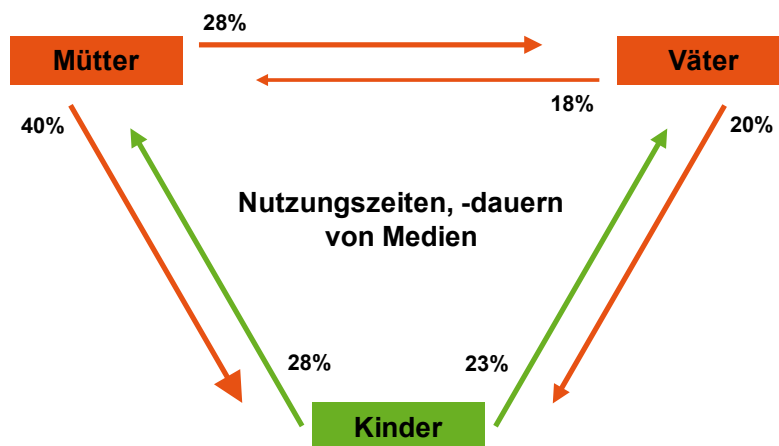 28%
Mütter
Väter
18%
40%
20%
Nutzungszeiten, -dauern
von Medien
28%
23%
Kinder